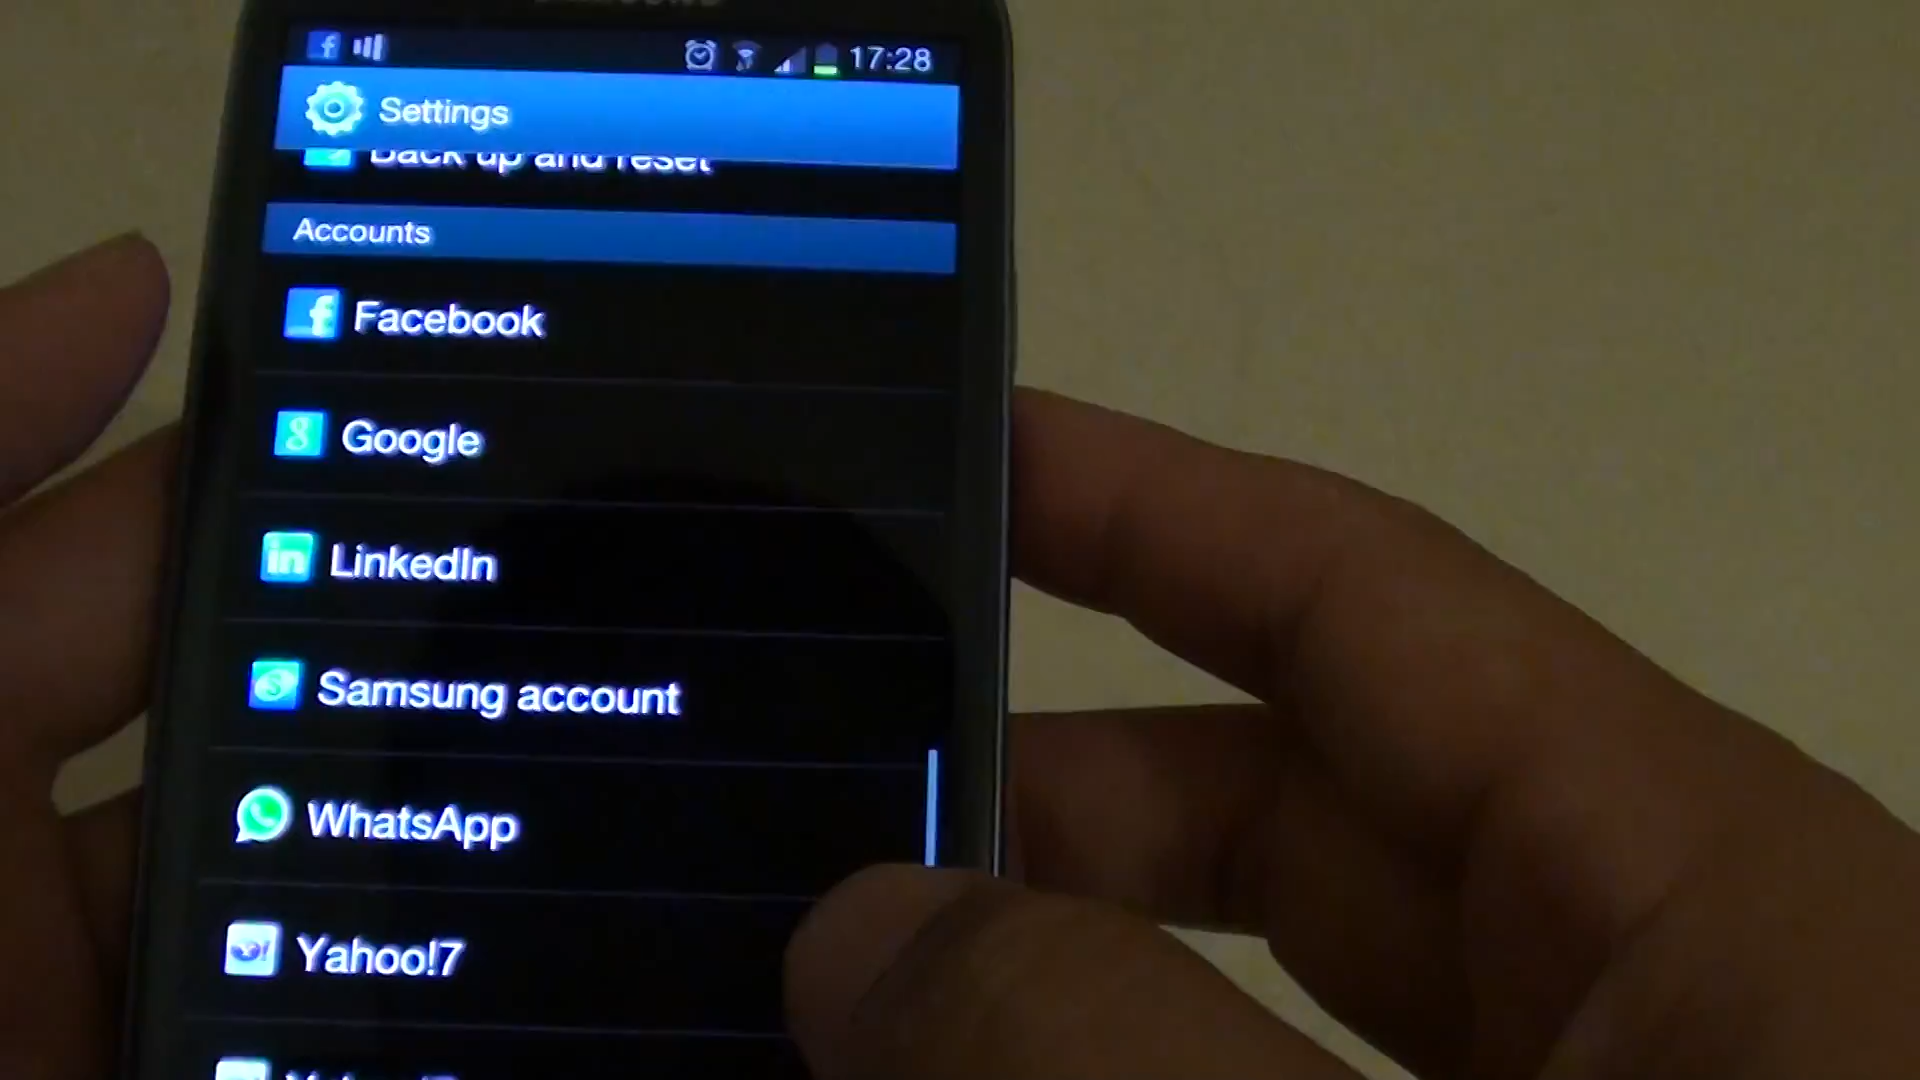 17:28
Settings
Back up and reset
Accounts
Facebook
Google
LinkedIn
Samsung account
WhatsApp
Yahoo!7